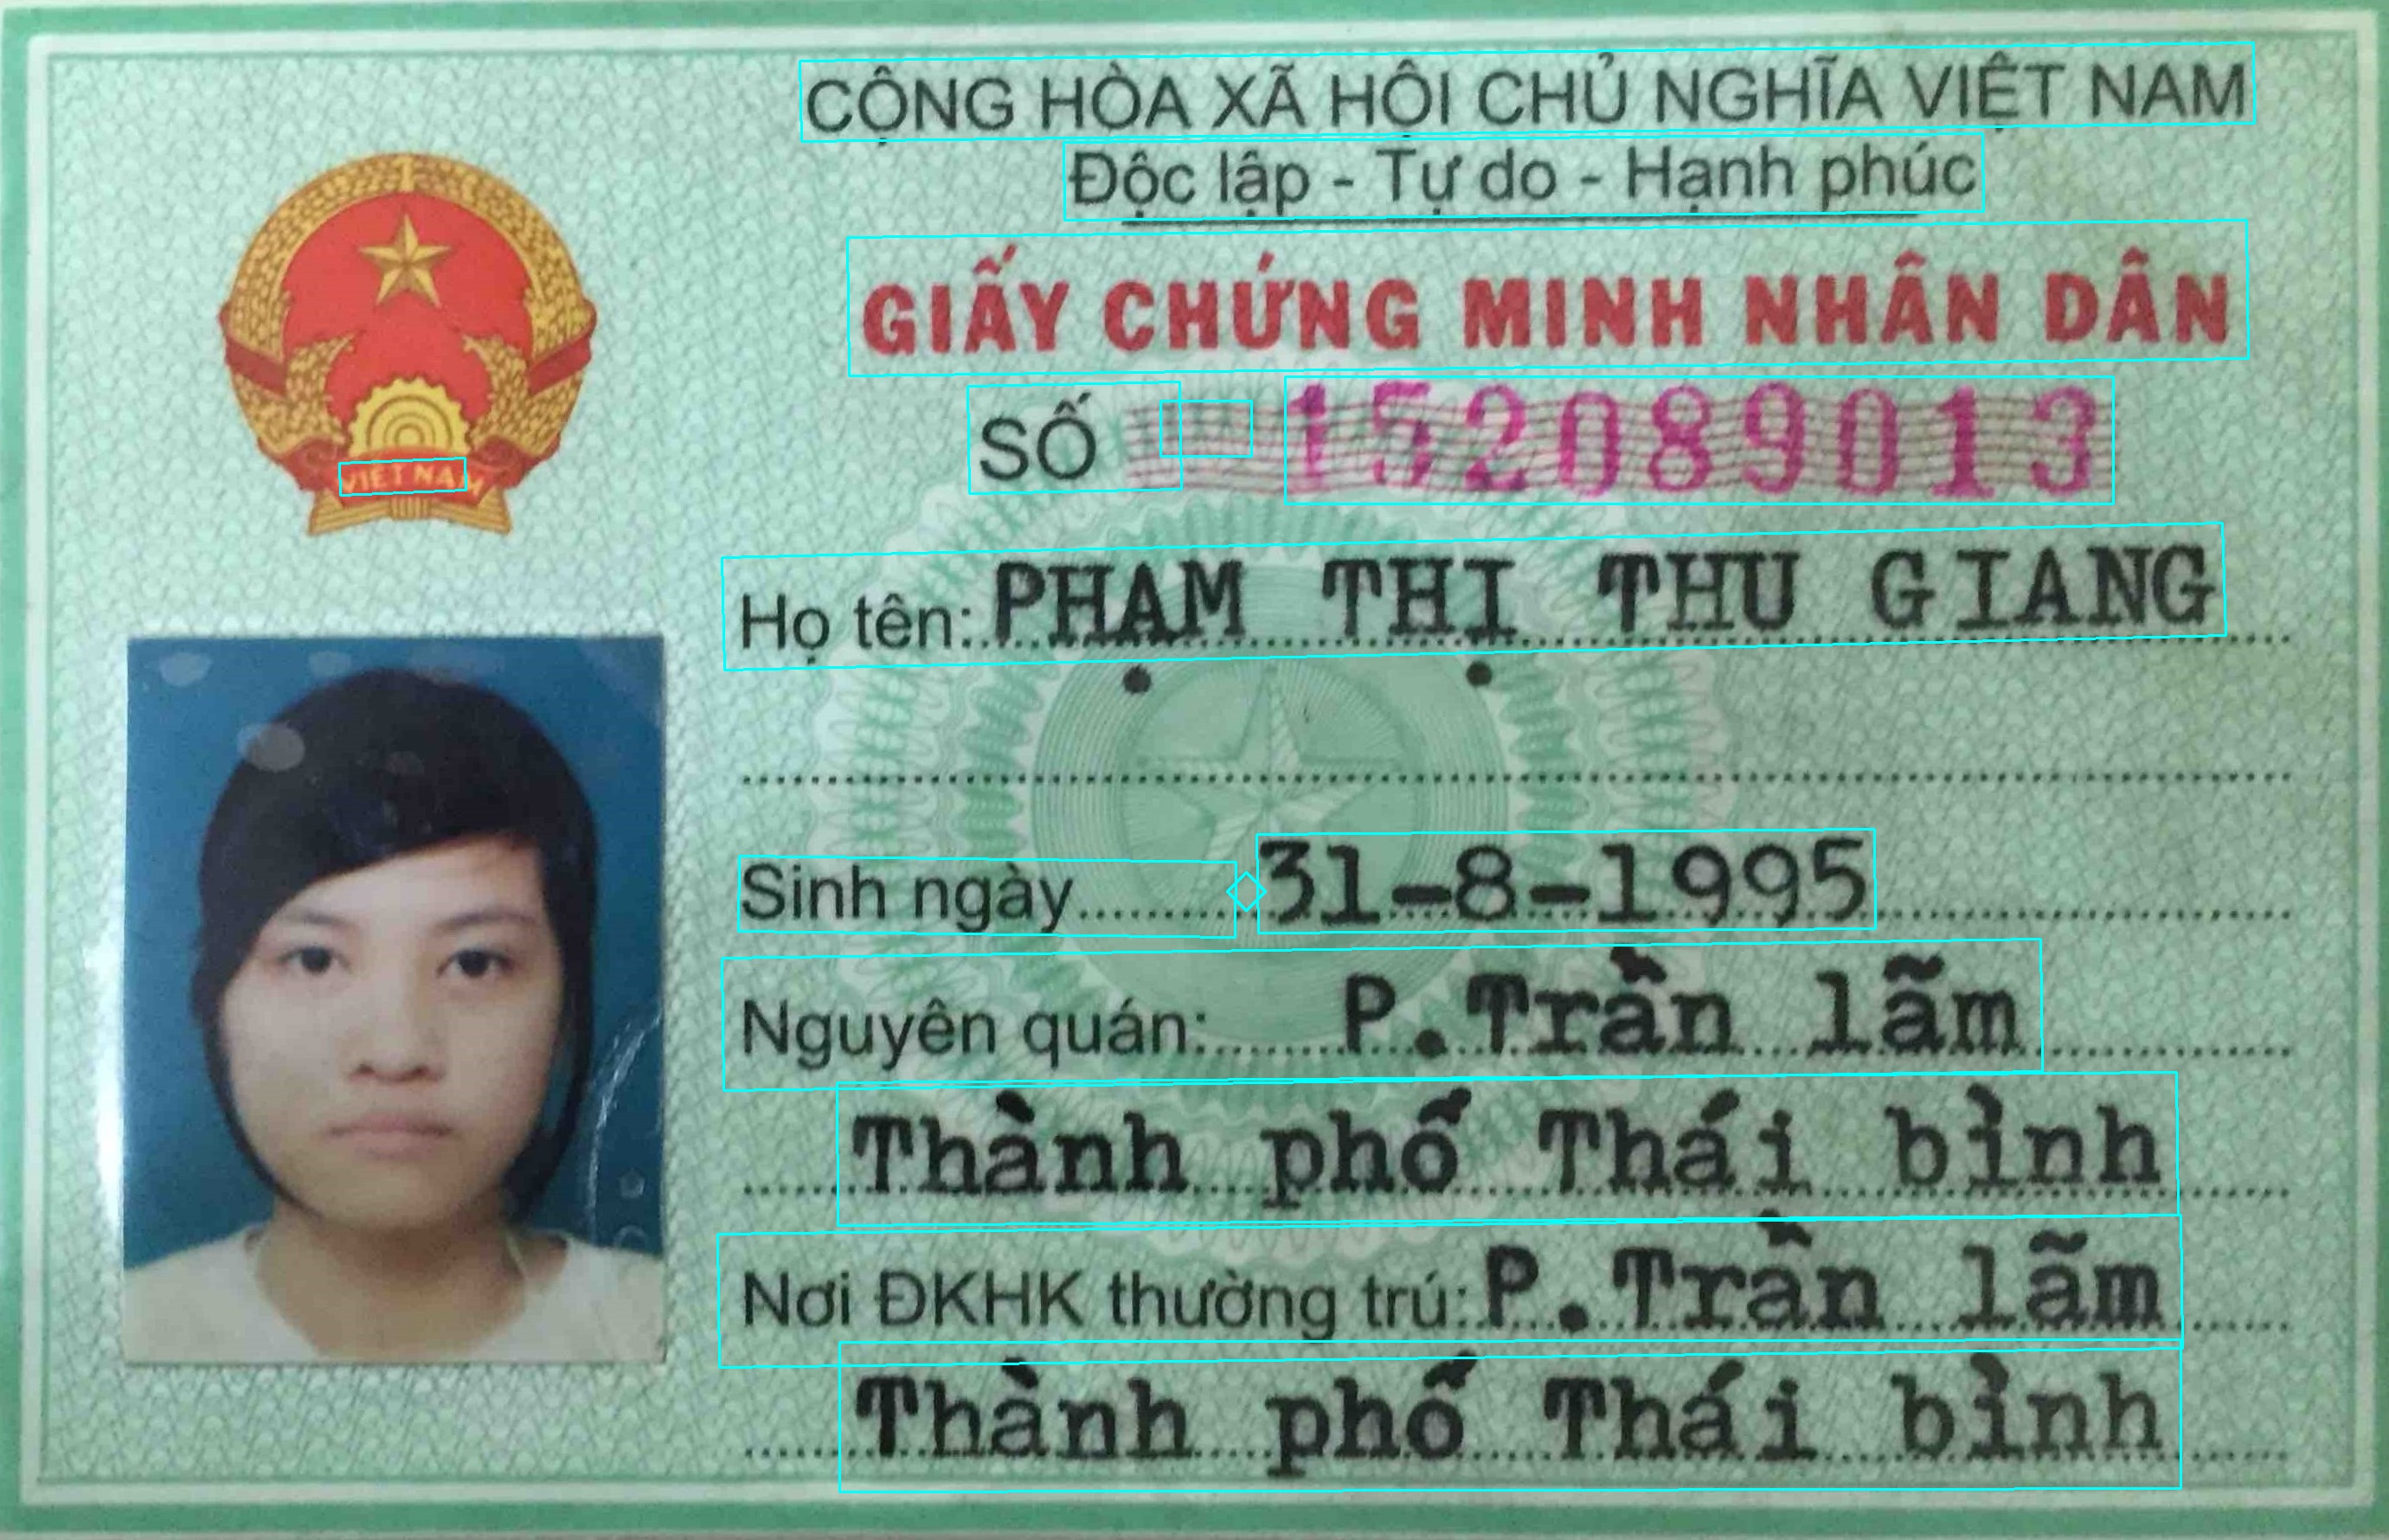 CỘNG HÒA XÃ HỘI CHỦ NGHĨA VIỆT NAM
Độc lập - Tự do - Hạnh phúc
GIẤY CHỨNG MINH NHÂN DÂN
SỐ 152089013
VIỆT NAM
Họ tên: PHẠM THỊ THU GIANG
Sinh ngày 31-8-1995
Nguyên quán: P.Trần lãm
Thành phố Thái bình
Nơi ĐKHK thường trú: P.Trần lãm
Thành phố Thái bình